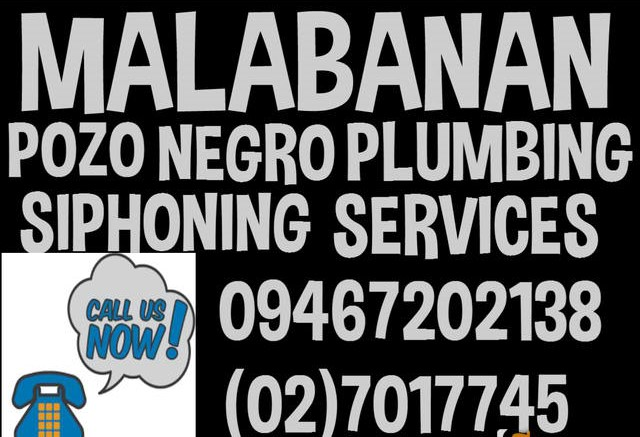 MALABANAN
POZO NEGRO PLUMBING
SIPHONING SERVICES
CALL US
NOW!
09467202138
(02)7017745